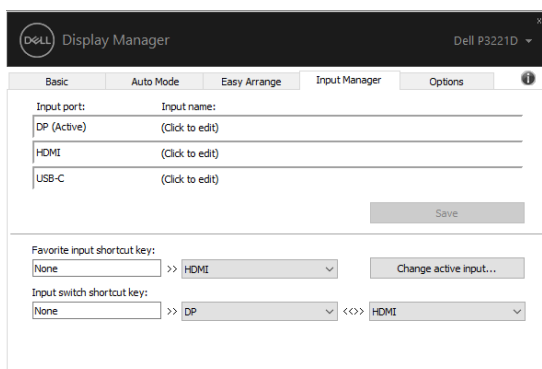 x
DELL Display Manager Dell P3221D
Basic Auto Mode Easy Arrange Input Manager Options i
Input port: Input name:
DP (Active) (Click to edit)
HDMI (Click to edit)
USB-C (Click to edit)
Save
Favorite input shortcut key:
None >> HDMI Change active input...
Input switch shortcut key:
None >> DP <<>> HDMI